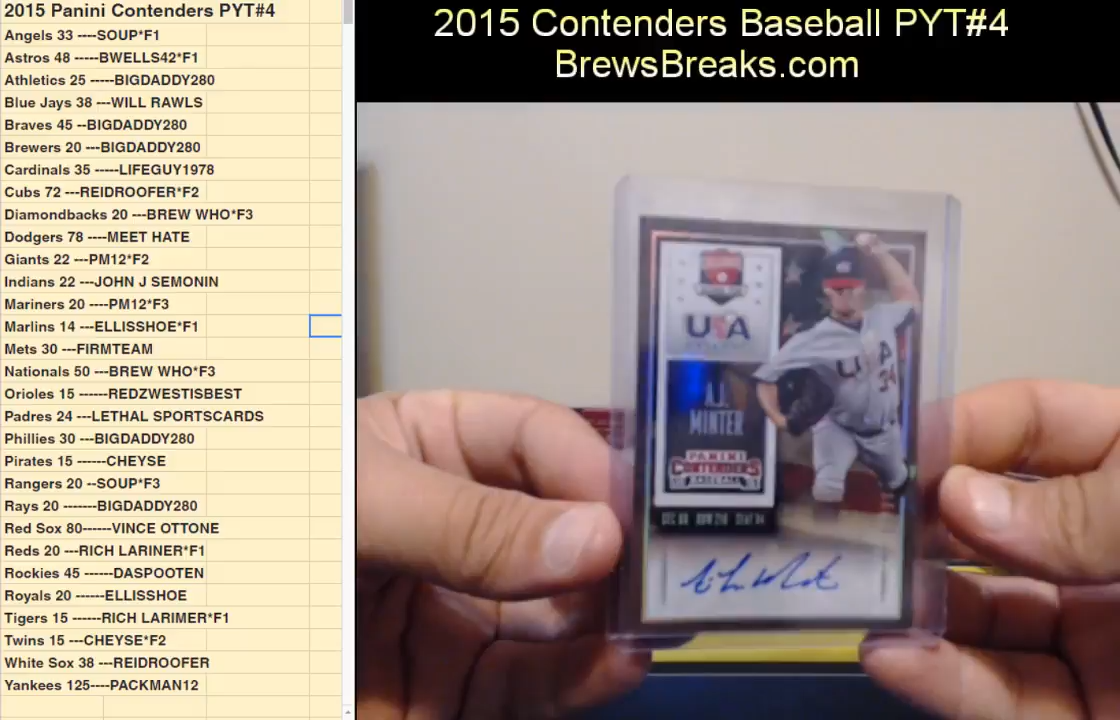 2015 Panini Contenders PYT#4
Angels 33 ----SOUP*F1
Astros 48 -----BWELLS42*F1
Athletics 25 -----BIGDADDY280
Blue Jays 38 ---WILL RAWLS
Braves 45 --BIGDADDY280
Brewers 20 ---BIGDADDY280
Cardinals 35 -----LIFEGUY1978
Cubs 72 ---REIDROOFER*F2
Diamondbacks 20 ---BREW WHO*F3
Dodgers 78 ----MEET HATE
Giants 22 ---PM12*F2
Indians 22 ---JOHN J SEMONIN
Mariners 20 ----PM12*F3
Marlins 14 ---ELLISSHOE*F1
Mets 30 ---FIRMTEAM
Nationals 50 ---BREW WHO*F3
Orioles 15 ------REDZWESTISBEST
Padres 24 ---LETHAL SPORTSCARDS
Phillies 30 ---BIGDADDY280
Pirates 15 ------CHEYSE
Rangers 20 --SOUP*F3
Rays 20 -------BIGDADDY280
Red Sox 80------VINCE OTTONE
Reds 20 ---RICH LARINER*F1
Rockies 45 ------DASPOOTEN
Royals 20 ------ELLISSHOE
Tigers 15 ------RICH LARIMER*F1
Twins 15 ---CHEYSE*F2
White Sox 38 ---REIDROOFER
Yankees 125----PACKMAN12
2015 Contenders Baseball PYT#4
BrewsBreaks.com
USA
A.J.
MINTER
PANINI
CONTENDERS
BASEBALL
USA
34